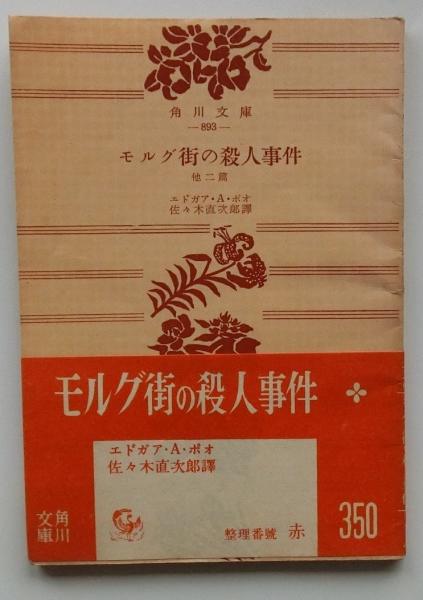 角川文庫
—893—
モルグ街の殺人事件
他二篇
エドガア・A・ポオ
佐々木直次郎譯
モルグ街の殺人事件
エドガア・A・ポオ
佐々木直次郎譯
角川文庫
整理番號 赤
350